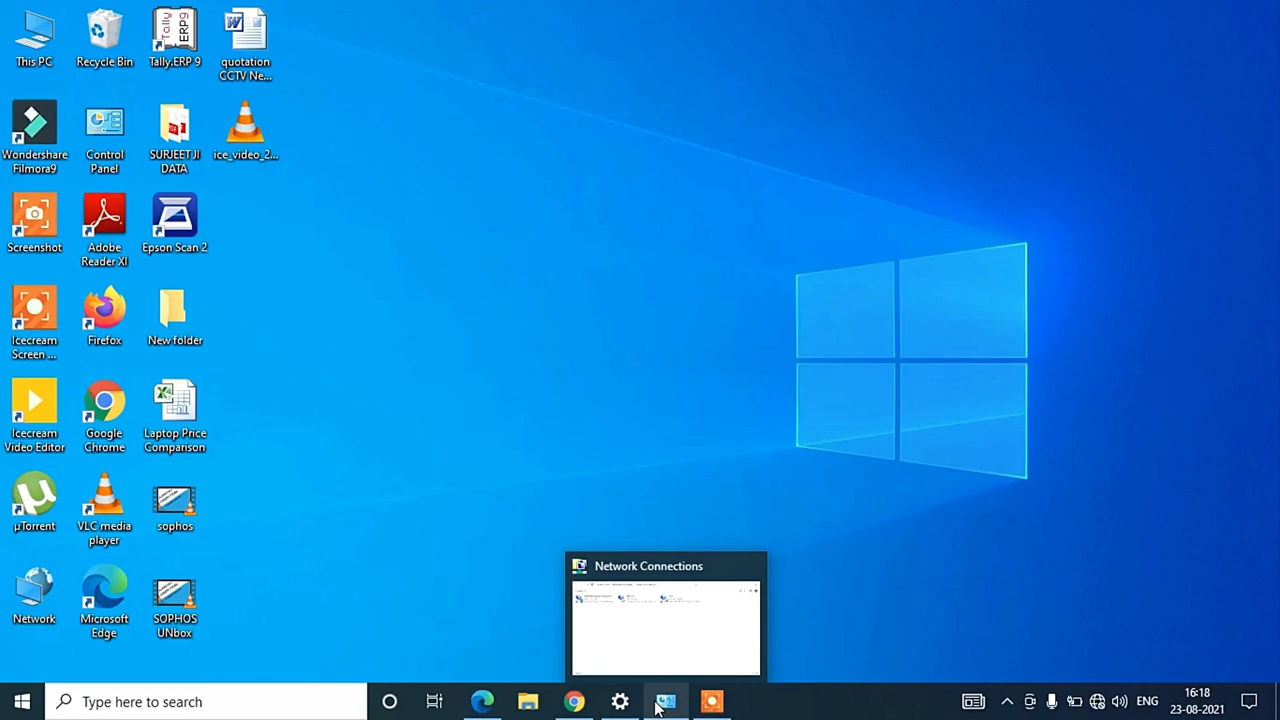 This PC
Recycle Bin
Tally.ERP 9
quotation
CCTV Ne...
Wondershare
Filmora9
Control
Panel
SURJEET JI
DATA
ice_video_2...
Screenshot
Adobe
Reader XI
Epson Scan 2
Icecream
Screen ...
Firefox
New folder
Icecream
Video Editor
Google
Chrome
Laptop Price
Comparison
µTorrent
VLC media
player
sophos
Network
Microsoft
Edge
SOPHOS
UNbox
Network Connections
Type here to search
ENG
16:18
23-08-2021